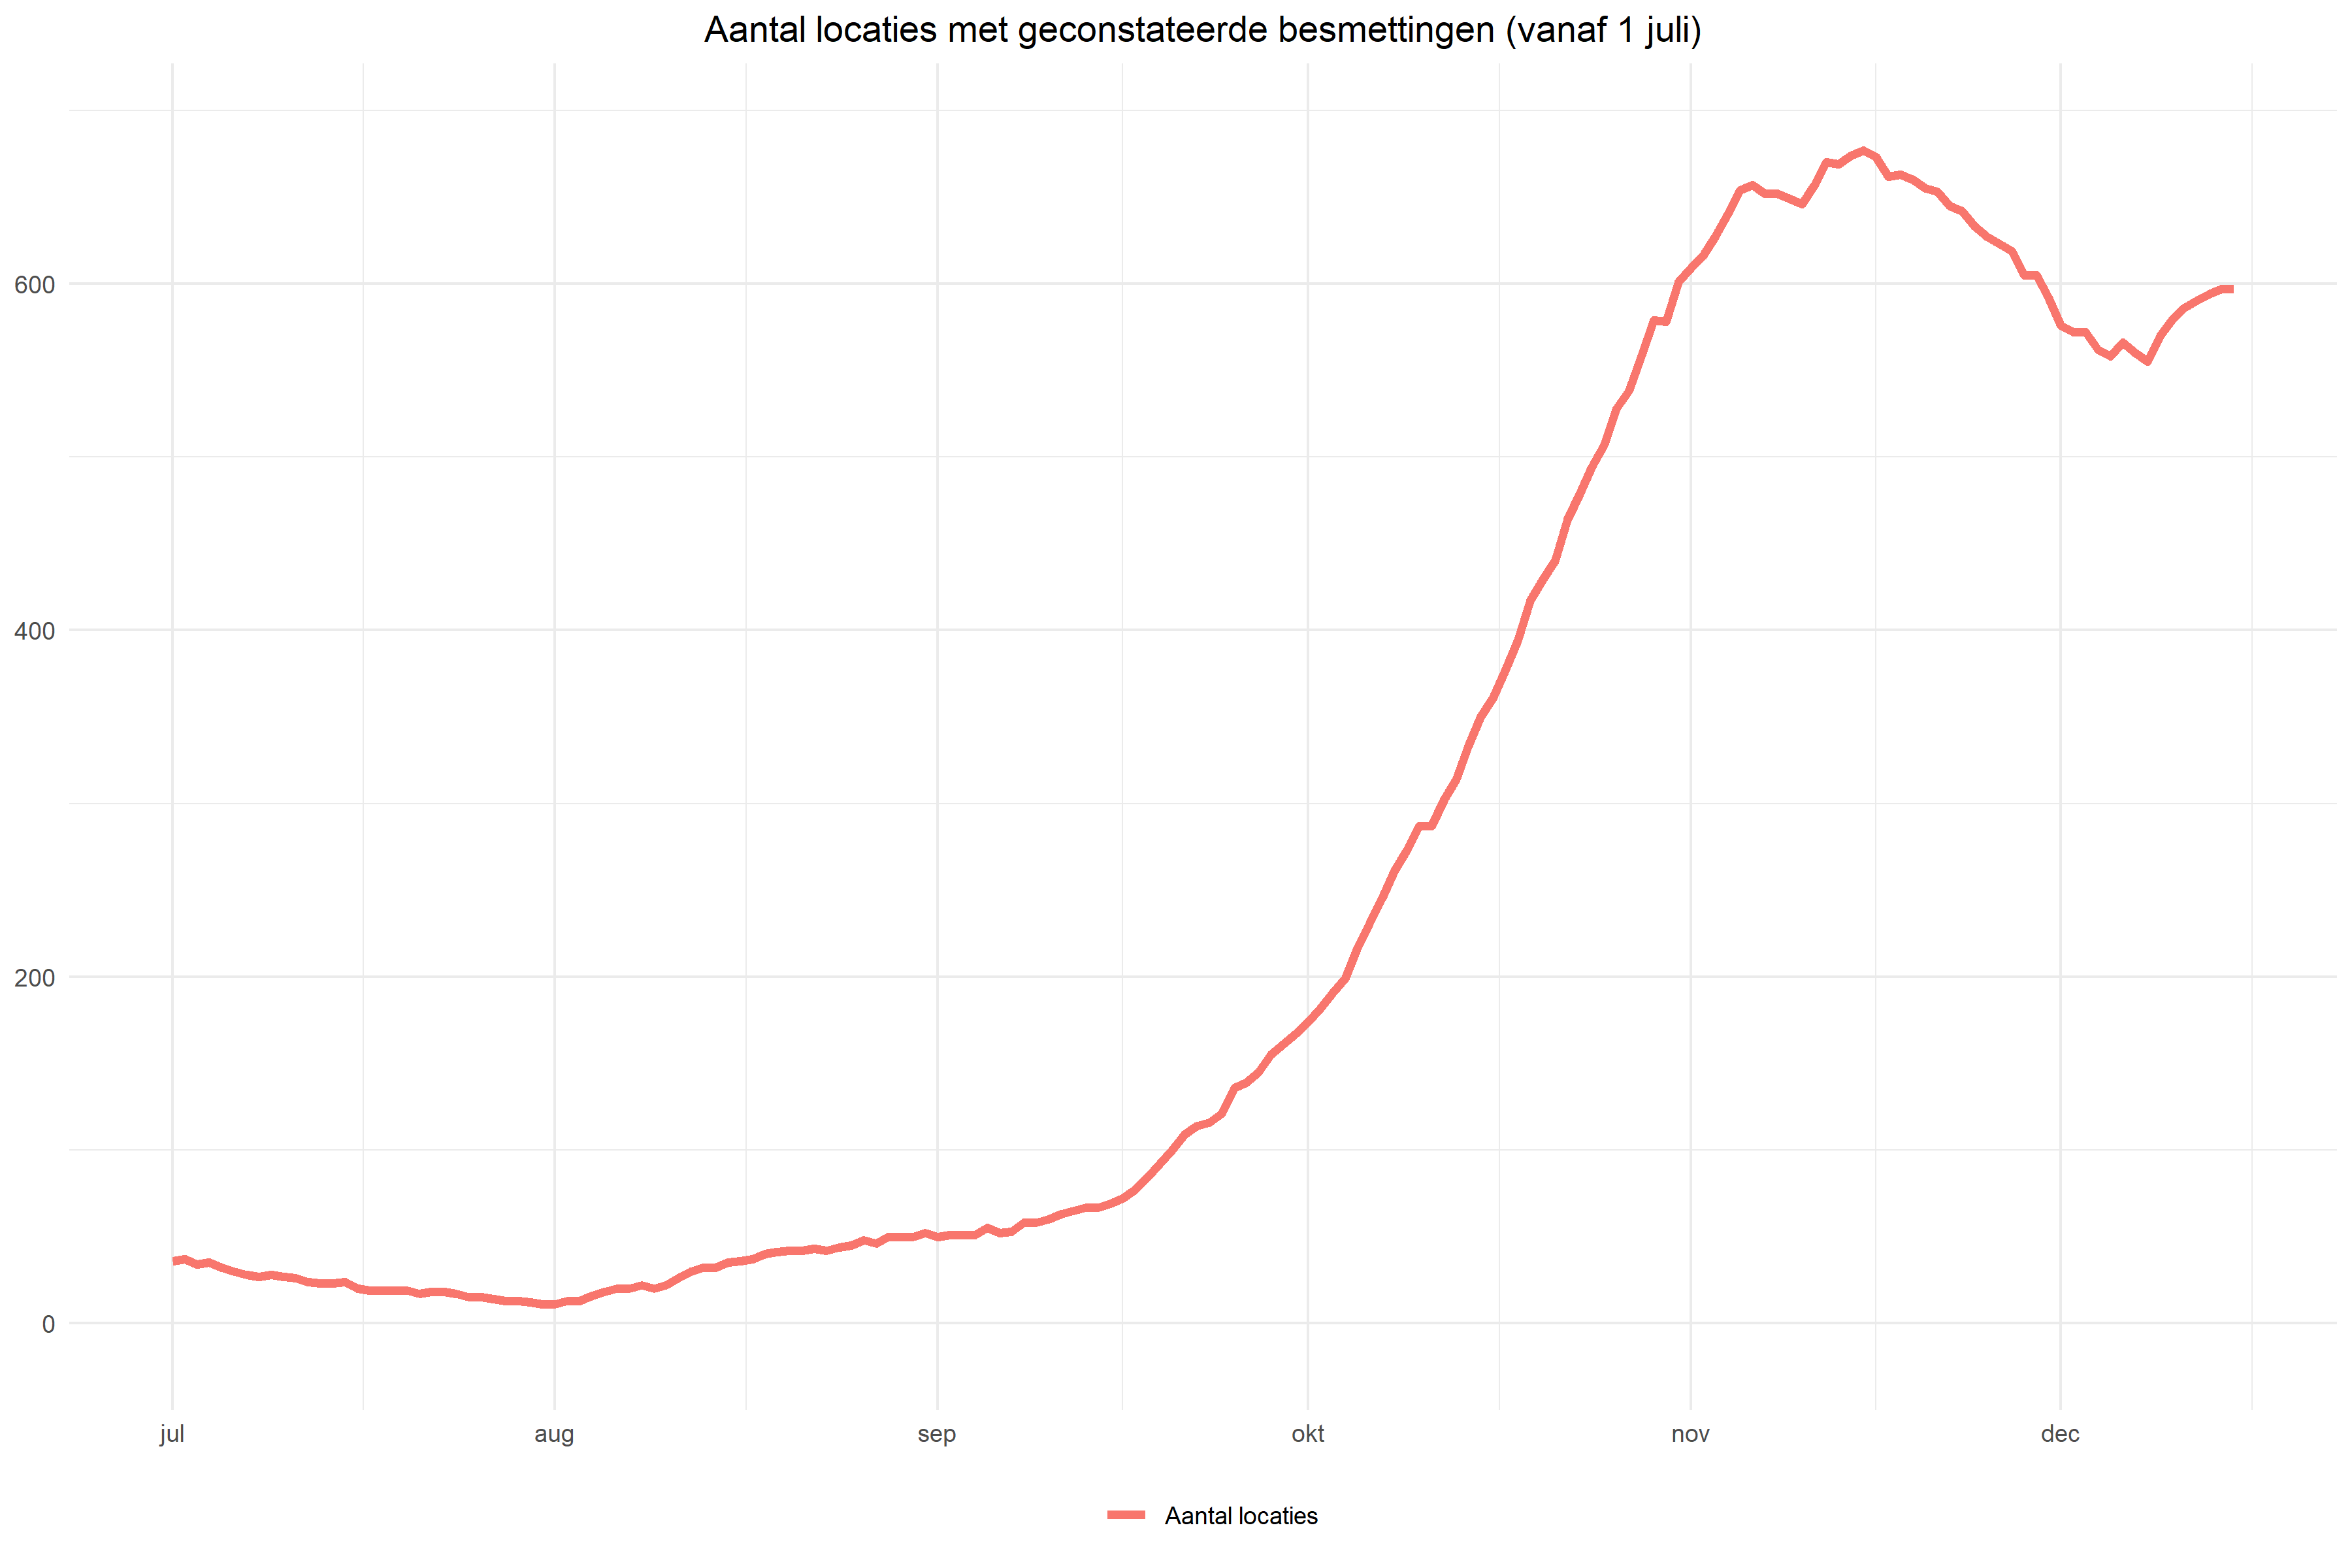 Aantal locaties met geconstateerde besmettingen (vanaf 1 juli)
600
400
200
0
jul aug sep okt nov dec
Aantal locaties